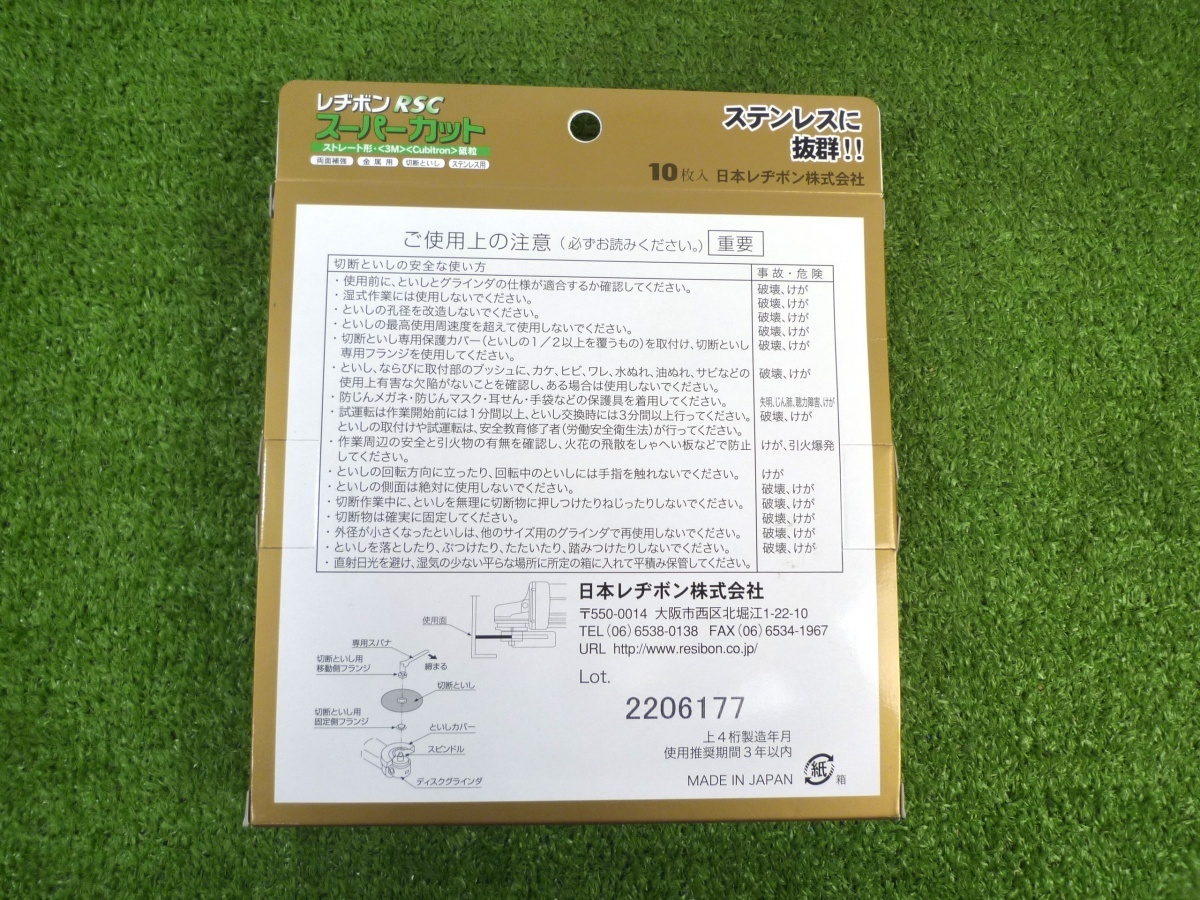 レヂボン RSC
スーパーカット
ストレート形・<3M><Cubitron>砥粒
両面補強 金属用 切断といし ステンレス用
ステンレスに
抜群!!
10枚入 日本レヂボン株式会社
ご使用上の注意(必ずお読みください。) 重要
切断といしの安全な使い方 事故・危険
・使用前に、といしとグラインダの仕様が適合するか確認してください。 破壊、けが
・湿式作業には使用しないでください。 破壊、けが
・といしの孔径を改造しないでください。 破壊、けが
・といしの最高使用周速度を超えて使用しないでください。 破壊、けが
・切断といし専用保護カバー(といしの1/2以上を覆うもの)を取付け、切断といし 破壊、けが
専用フランジを使用してください。
・といし、ならびに取付部のブッシュに、カケ、ヒビ、ワレ、水ぬれ、油ぬれ、サビなどの 破壊、けが
使用上有害な欠陥がないことを確認し、ある場合は使用しないでください。
・防じんメガネ・防じんマスク・耳せん・手袋などの保護具を着用してください。 失明、じん肺、聴力障害、けが
・試運転は作業開始前には1分間以上、といし交換時には3分間以上行ってください。 破壊、けが
といしの取付けや試運転は、安全教育修了者(労働安全衛生法)が行ってください。
・作業周辺の安全と引火物の有無を確認し、火花の飛散をしゃへい板などで防止 けが、引火爆発
してください。
・といしの回転方向に立ったり、回転中のといしには手指を触れないでください。 けが
・といしの側面は絶対に使用しないでください。 破壊、けが
・切断作業中に、といしを無理に切断物に押しつけたりねじったりしないでください。 破壊、けが
・切断物は確実に固定してください。 破壊、けが
・外径が小さくなったといしは、他のサイズ用のグラインダで再使用しないでください。 破壊、けが
・といしを落としたり、ぶつけたり、たたいたり、踏みつけたりしないでください。 破壊、けが
・直射日光を避け、湿気の少ない平らな場所に所定の箱に入れて平積み保管してください。
使用面
専用スパナ
締まる
切断といし用
移動側フランジ
切断といし
切断といし用
固定側フランジ
といしカバー
スピンドル
ディスクグラインダ
日本レヂボン株式会社
〒550-0014 大阪市西区北堀江1-22-10
TEL(06)6538-0138 FAX(06)6534-1967
URL http://www.resibon.co.jp/
Lot.
2206177
上4桁製造年月
使用推奨期間3年以内
MADE IN JAPAN 紙 箱